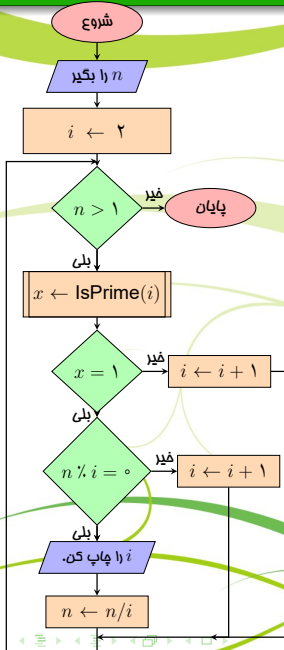 شروع
n را بگیر
i ← ۲
n > ۱
خیر
پایان
بلی
x ← IsPrime(i)
x = ۱
خیر
i ← i + ۱
بلی
n ٪ i = ۰
خیر
i ← i + ۱
بلی
i را چاپ کن.
n ← n/i